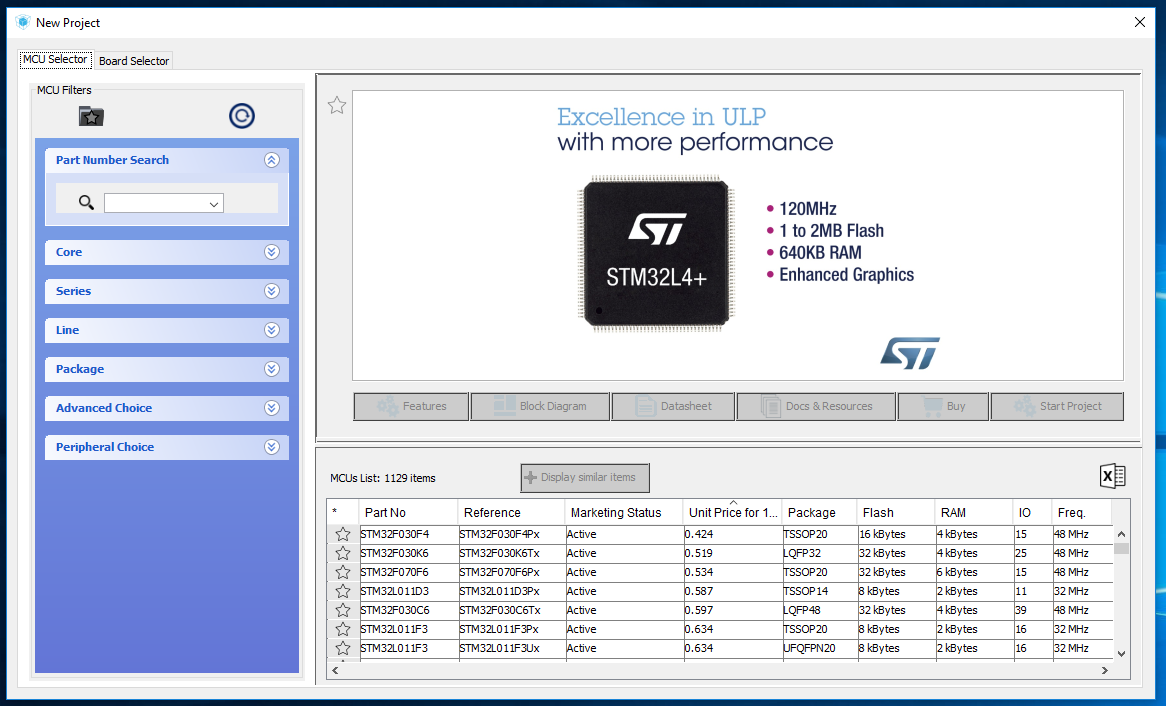 New Project
MCU Selector
Board Selector
MCU Filters
Part Number Search
Core
Series
Line
Package
Advanced Choice
Peripheral Choice
Excellence in ULP
with more performance
ST
STM32L4+
• 120MHz
• 1 to 2MB Flash
• 640KB RAM
• Enhanced Graphics
ST
Features
Block Diagram
Datasheet
Docs & Resources
Buy
Start Project
MCUs List: 1129 items
Display similar items
X
* Part No Reference Marketing Status Unit Price for 1... Package Flash RAM IO Freq.
STM32F030F4 STM32F030F4Px Active 0.424 TSSOP20 16 kBytes 4 kBytes 15 48 MHz
STM32F030K6 STM32F030K6Tx Active 0.519 LQFP32 32 kBytes 4 kBytes 25 48 MHz
STM32F070F6 STM32F070F6Px Active 0.534 TSSOP20 32 kBytes 6 kBytes 15 48 MHz
STM32L011D3 STM32L011D3Px Active 0.587 TSSOP14 8 kBytes 2 kBytes 11 32 MHz
STM32F030C6 STM32F030C6Tx Active 0.597 LQFP48 32 kBytes 4 kBytes 39 48 MHz
STM32L011F3 STM32L011F3Px Active 0.634 TSSOP20 8 kBytes 2 kBytes 16 32 MHz
STM32L011F3 STM32L011F3Ux Active 0.634 UFQFPN20 8 kBytes 2 kBytes 16 32 MHz